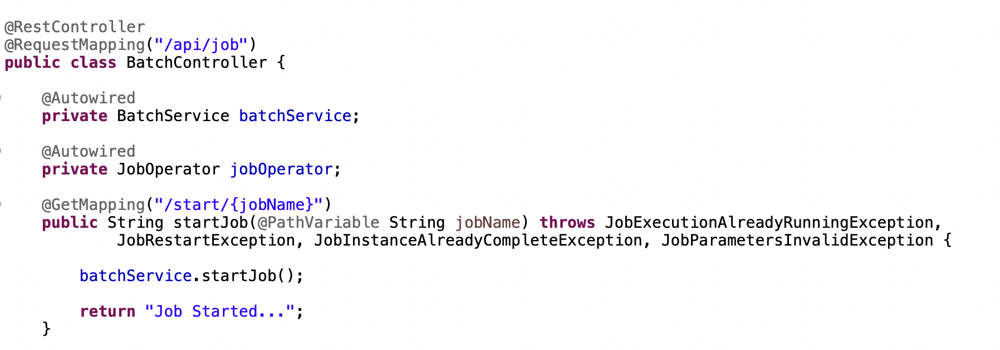 @RestController
@RequestMapping("/api/job")
public class BatchController {
@Autowired
private BatchService batchService;
@Autowired
private JobOperator jobOperator;
@GetMapping("/start/{jobName}")
public String startJob(@PathVariable String jobName) throws JobExecutionAlreadyRunningException,
JobRestartException, JobInstanceAlreadyCompleteException, JobParametersInvalidException {
batchService.startJob();
return "Job Started...";
}